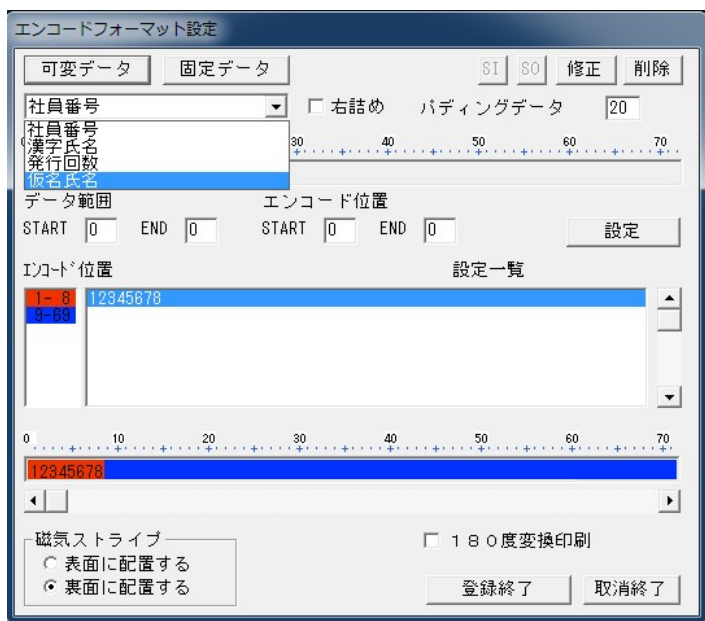 エンコードフォーマット設定
可変データ 固定データ SI SO 修正 削除
社員番号 右詰め パディングデータ 20
社員番号
漢字氏名
発行回数
仮名氏名
0 30 40 50 60 70
データ範囲 エンコード位置
START 0 END 0 START 0 END 0 設定
ｴﾝｺｰﾄﾞ位置 設定一覧
1- 8 12345678
9-69
0 10 20 30 40 50 60 70
12345678
磁気ストライプ
表面に配置する
裏面に配置する
１８０度変換印刷
登録終了 取消終了